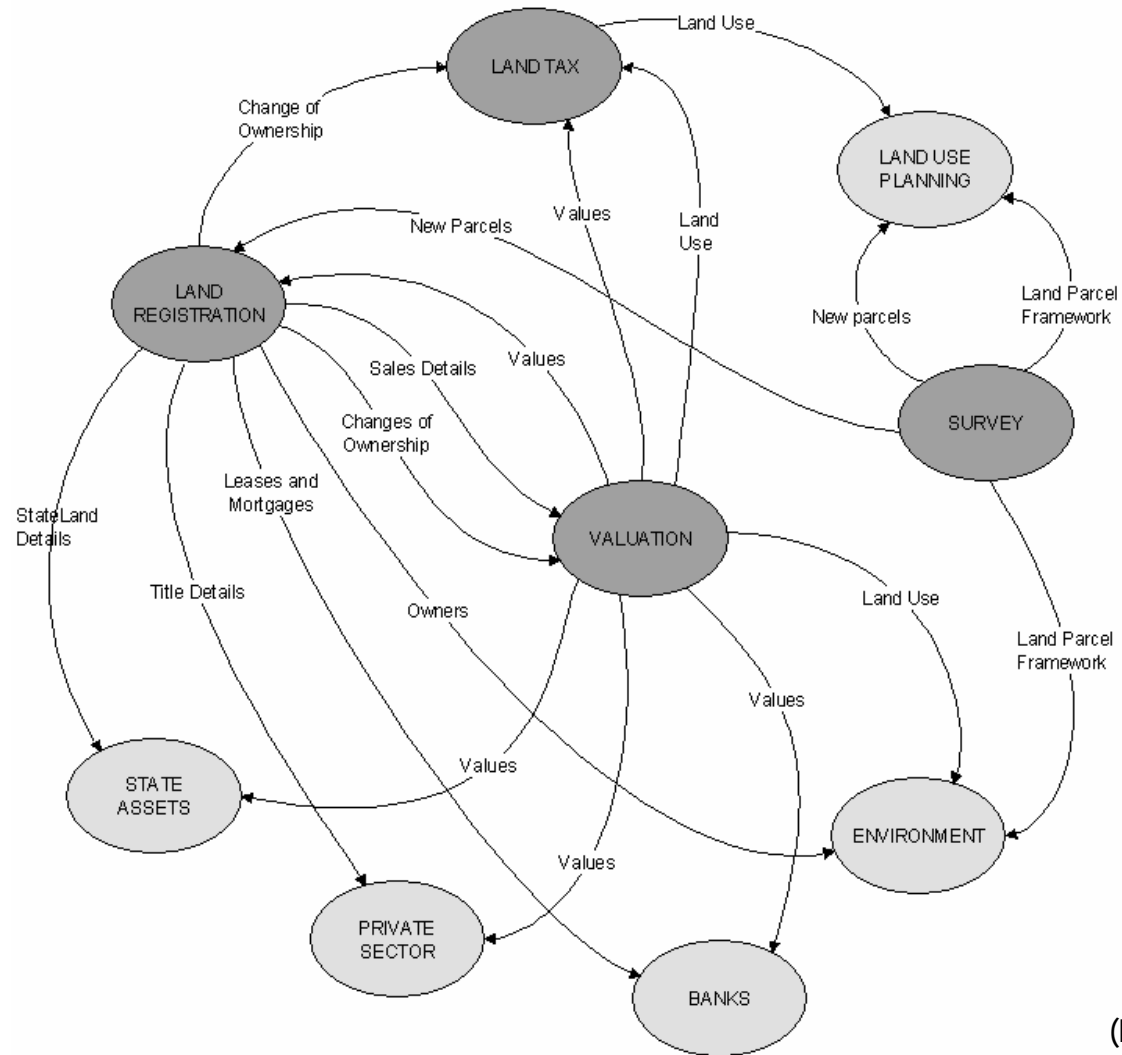 Land Use
LAND TAX
Change of
Ownership
LAND USE
PLANNING
Values
Land
Use
New Parcels
LAND
REGISTRATION
Land Parcel
Framework
New parcels
Values
Sales Details
Changes of
Ownership
SURVEY
Leases and
Mortgages
StateLand
Details
VALUATION
Title Details
Owners
Land Use
Land Parcel
Framework
Values
Values
STATE
ASSETS
ENVIRONMENT
Values
PRIVATE
SECTOR
BANKS